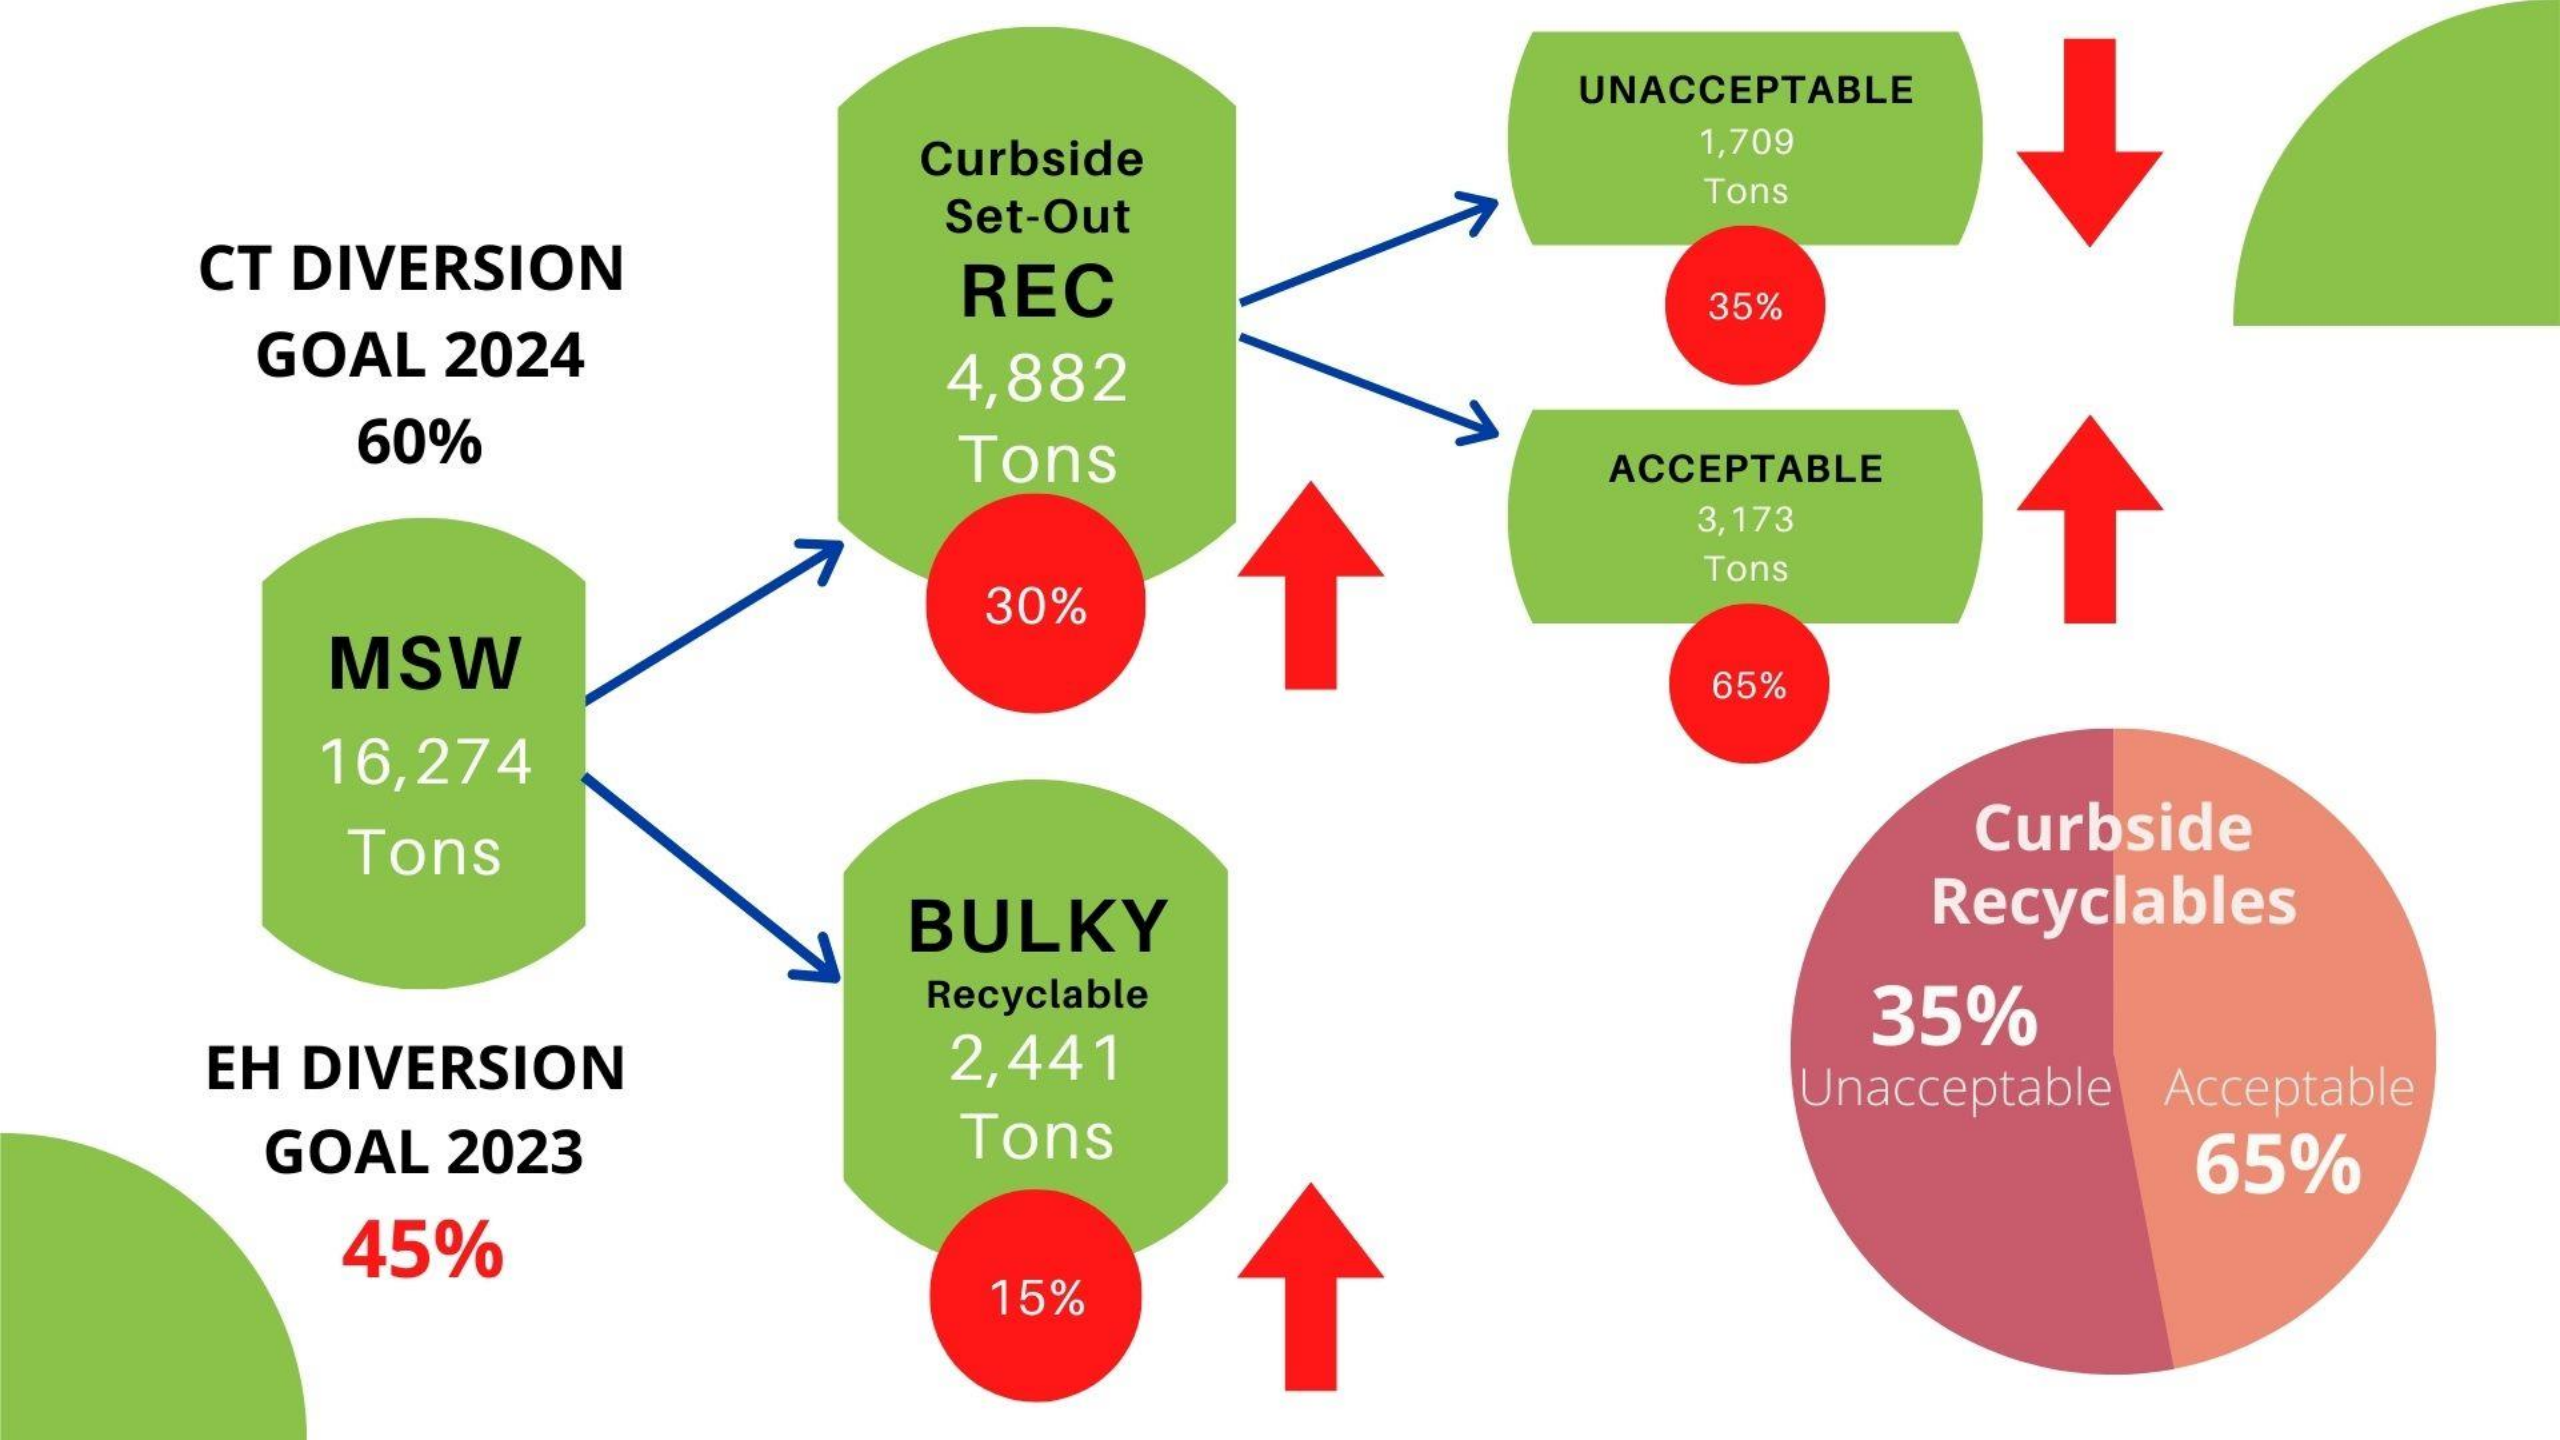 CT DIVERSION
GOAL 2024
60%
MSW
16,274
Tons
EH DIVERSION
GOAL 2023
45%
Curbside
Set-Out
REC
4,882
Tons
30%
BULKY
Recyclable
2,441
Tons
15%
UNACCEPTABLE
1,709
Tons
35%
ACCEPTABLE
3,173
Tons
65%
Curbside
Recyclables
35%
Unacceptable
Acceptable
65%